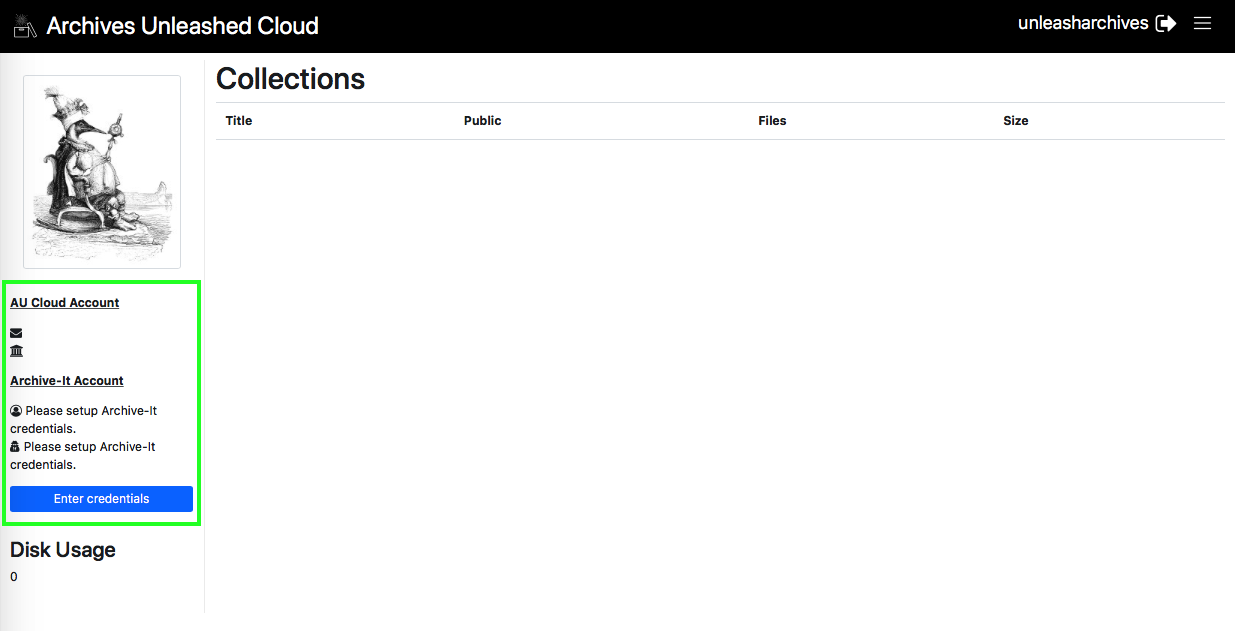 Archives Unleashed Cloud
unleasharchives
Collections
Title Public Files Size
AU Cloud Account
Archive-It Account
Please setup Archive-It
credentials.
Please setup Archive-It
credentials.
Enter credentials
Disk Usage
0